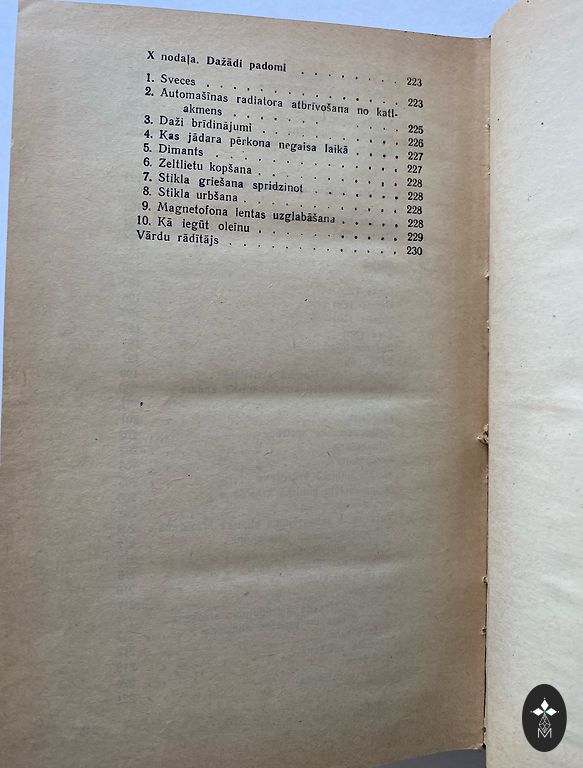 X nodaļa. Dažādi padomi . . . . . . . . 223
1. Sveces . . . . . . . . . . . . 223
2. Automašīnas radiatora atbrīvošana no katl-
akmens . . . . . . . . . . 225
3. Daži brīdinājumi . . . . . . . . . 226
4. Kas jādara pērkona negaisa laikā . . . . 227
5. Dimants . . . . . . . . . . . 227
6. Zeltlietu kopšana . . . . . . . . . 228
7. Stikla griešana spridzinot . . . . . . 228
8. Stikla urbšana . . . . . . . . . . 228
9. Magnetofona lentas uzglabāšana . . . . . 228
10. Kā iegūt oleīnu . . . . . . . . . 229
Vārdu rādītājs . . . . . . . . . . . 230
M